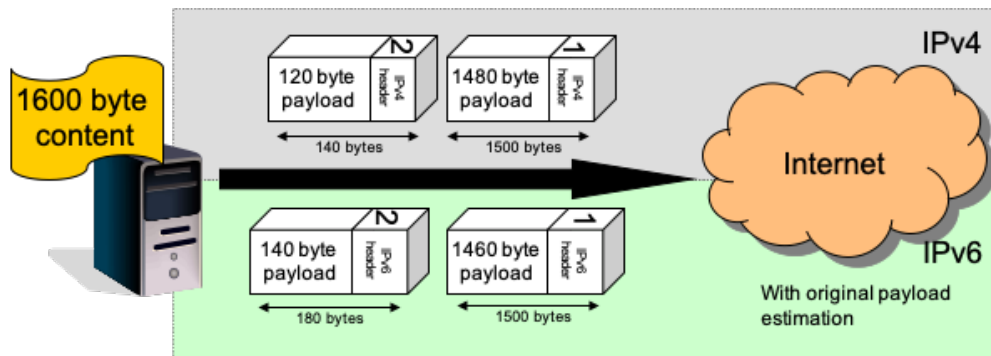 1600 byte
content
IPv4
2
120 byte
payload
IPv4
header
140 bytes
1
1480 byte
payload
IPv4
header
1500 bytes
Internet
2
140 byte
payload
IPv6
header
180 bytes
1
1460 byte
payload
IPv6
header
1500 bytes
IPv6
With original payload
estimation